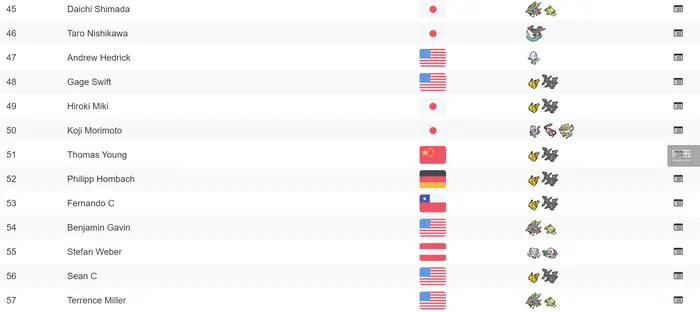 45 Daichi Shimada
46 Taro Nishikawa
47 Andrew Hedrick
48 Gage Swift
49 Hiroki Miki
50 Koji Morimoto
51 Thomas Young
52 Philipp Hombach
53 Fernando C
54 Benjamin Gavin
55 Stefan Weber
56 Sean C
57 Terrence Miller